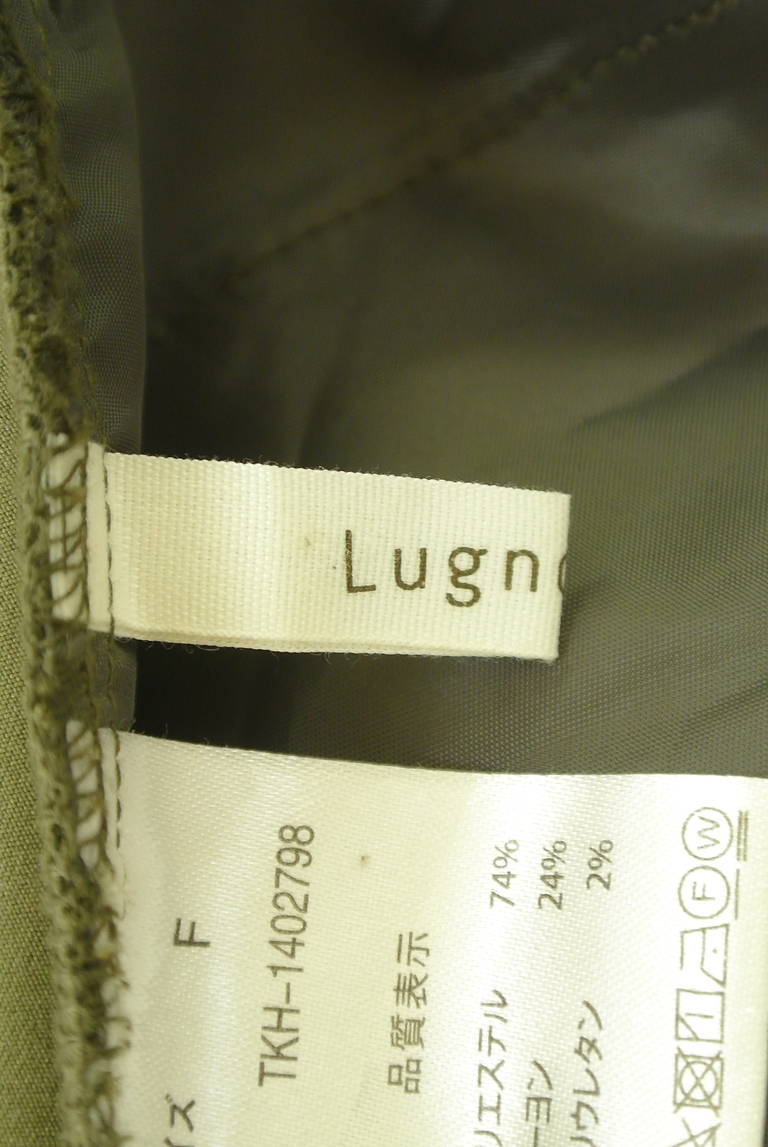 Lugn
イズ F
TKH-1402798
品質表示
リエステル 74%
ーヨン 24%
リウレタン 2%
F W